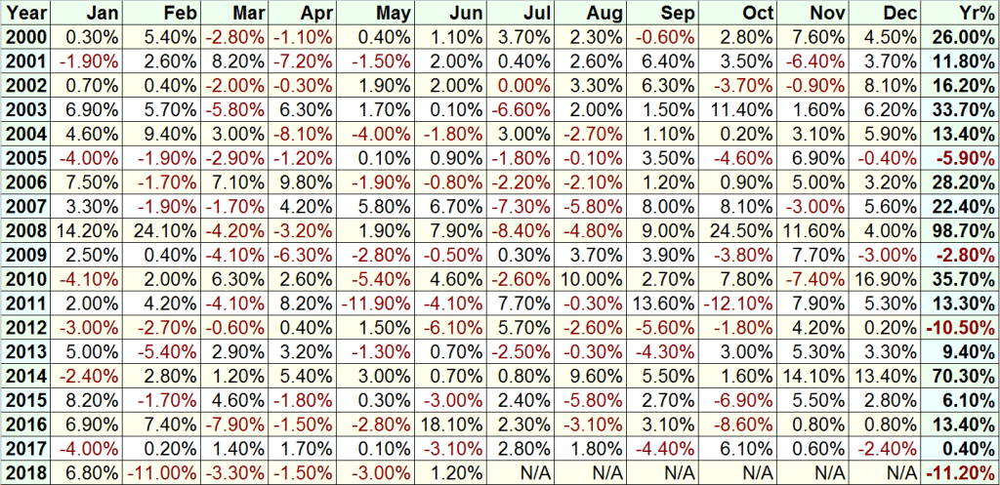 Year Jan Feb Mar Apr May Jun Jul Aug Sep Oct Nov Dec Yr%
2000 0.30% 5.40% -2.80% -1.10% 0.40% 1.10% 3.70% 2.30% -0.60% 2.80% 7.60% 4.50% 26.00%
2001 -1.90% 2.60% 8.20% -7.20% -1.50% 2.00% 0.40% 2.60% 6.40% 3.50% -6.40% 3.70% 11.80%
2002 0.70% 0.40% -2.00% -0.30% 1.90% 2.00% 0.00% 3.30% 6.30% -3.70% -0.90% 8.10% 16.20%
2003 6.90% 5.70% -5.80% 6.30% 1.70% 0.10% -6.60% 2.00% 1.50% 11.40% 1.60% 6.20% 33.70%
2004 4.60% 9.40% 3.00% -8.10% -4.00% -1.80% 3.00% -2.70% 1.10% 0.20% 3.10% 5.90% 13.40%
2005 -4.00% -1.90% -2.90% -1.20% 0.10% 0.90% -1.80% -0.10% 3.50% -4.60% 6.90% -0.40% -5.90%
2006 7.50% -1.70% 7.10% 9.80% -1.90% -0.80% -2.20% -2.10% 1.20% 0.90% 5.00% 3.20% 28.20%
2007 3.30% -1.90% -1.70% 4.20% 5.80% 6.70% -7.30% -5.80% 8.00% 8.10% -3.00% 5.60% 22.40%
2008 14.20% 24.10% -4.20% -3.20% 1.90% 7.90% -8.40% -4.80% 9.00% 24.50% 11.60% 4.00% 98.70%
2009 2.50% 0.40% -4.10% -6.30% -2.80% -0.50% 0.30% 3.70% 3.90% -3.80% 7.70% -3.00% -2.80%
2010 -4.10% 2.00% 6.30% 2.60% -5.40% 4.60% -2.60% 10.00% 2.70% 7.80% -7.40% 16.90% 35.70%
2011 2.00% 4.20% -4.10% 8.20% -11.90% -4.10% 7.70% -0.30% 13.60% -12.10% 7.90% 5.30% 13.30%
2012 -3.00% -2.70% -0.60% 0.40% 1.50% -6.10% 5.70% -2.60% -5.60% -1.80% 4.20% 0.20% -10.50%
2013 5.00% -5.40% 2.90% 3.20% -1.30% 0.70% -2.50% -0.30% -4.30% 3.00% 5.30% 3.30% 9.40%
2014 -2.40% 2.80% 1.20% 5.40% 3.00% 0.70% 0.80% 9.60% 5.50% 1.60% 14.10% 13.40% 70.30%
2015 8.20% -1.70% 4.60% -1.80% 0.30% -3.00% 2.40% -5.80% 2.70% -6.90% 5.50% 2.80% 6.10%
2016 6.90% 7.40% -7.90% -1.50% -2.80% 18.10% 2.30% -3.10% 3.10% -8.60% 0.80% 0.80% 13.40%
2017 -4.00% 0.20% 1.40% 1.70% 0.10% -3.10% 2.80% 1.80% -4.40% 6.10% 0.60% -2.40% 0.40%
2018 6.80% -11.00% -3.30% -1.50% -3.00% 1.20% N/A N/A N/A N/A N/A N/A -11.20%